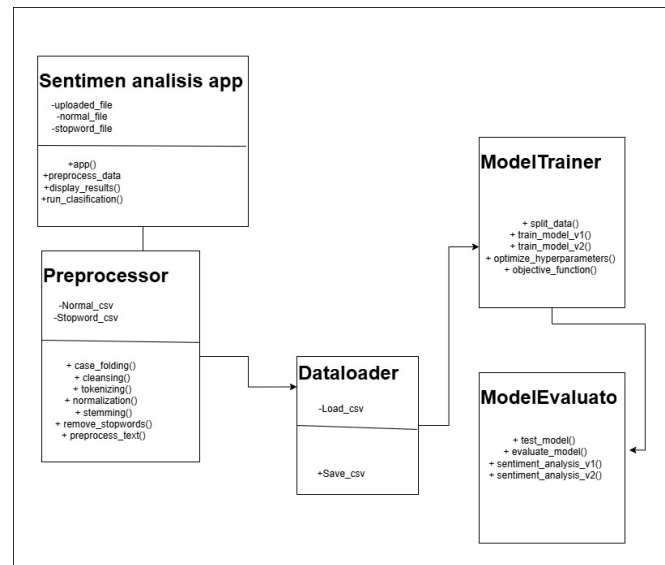 Sentimen analisis app
-uploaded_file
-normal_file
-stopword_file
+app()
+preprocess_data
+display_results()
+run_clasification()
Preprocessor
-Normal_csv
-Stopword_csv
+ case_folding()
+ cleansing()
+ tokenizing()
+ normalization()
+ stemming()
+ remove_stopwords()
+ preprocess_text()
Dataloader
-Load_csv
+Save_csv
ModelTrainer
+ split_data()
+ train_model_v1()
+ train_model_v2()
+ optimize_hyperparameters()
+ objective_function()
ModelEvaluato
+ test_model()
+ evaluate_model()
+ sentiment_analysis_v1()
+ sentiment_analysis_v2()